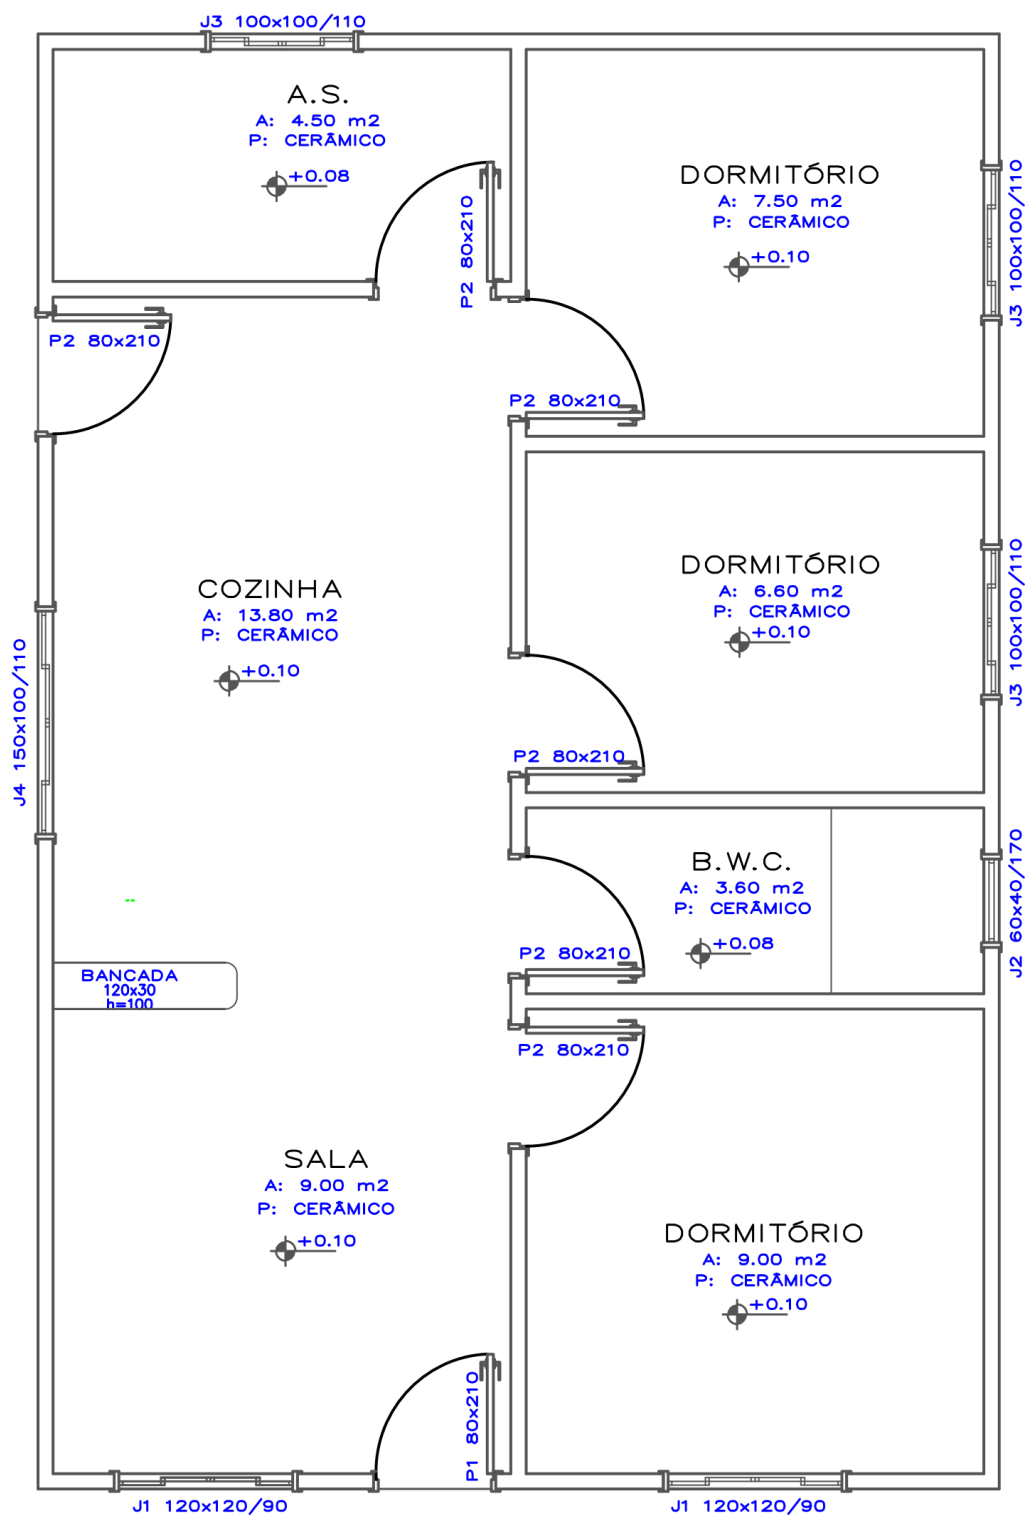 J3 100x100/110
A.S.
A: 4.50 m2
P: CERÂMICO
+0.08
P2 80x210
DORMITÓRIO
A: 7.50 m2
P: CERÂMICO
+0.10
J3 100x100/110
P2 80x210
P2 80x210
DORMITÓRIO
A: 6.60 m2
P: CERÂMICO
+0.10
J3 100x100/110
COZINHA
A: 13.80 m2
P: CERÂMICO
+0.10
J4 150x100/110
P2 80x210
B.W.C.
A: 3.60 m2
P: CERÂMICO
+0.08
J2 60x40/170
P2 80x210
--
BANCADA
120x30
h=100
P2 80x210
SALA
A: 9.00 m2
P: CERÂMICO
+0.10
DORMITÓRIO
A: 9.00 m2
P: CERÂMICO
+0.10
P1 80x210
J1 120x120/90
J1 120x120/90